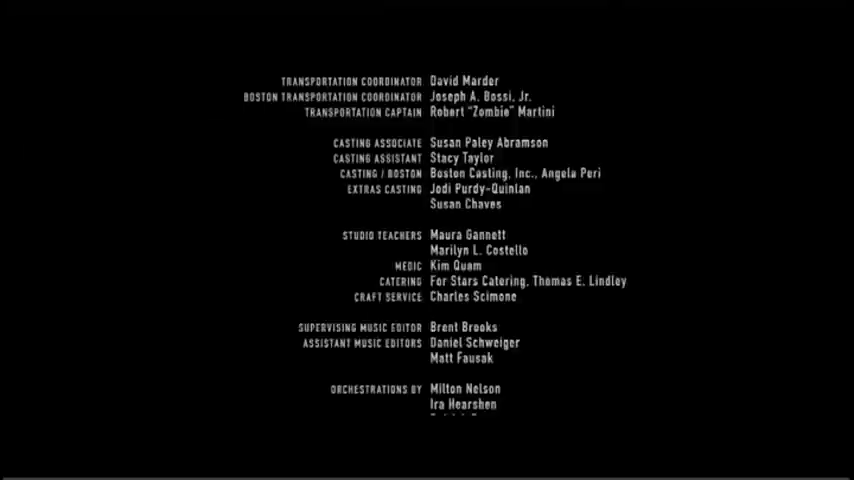 TRANSPORTATION COORDINATOR David Marder
BOSTON TRANSPORTATION COORDINATOR Joseph A. Bossi, Jr.
TRANSPORTATION CAPTAIN Robert "Zombie" Martini
CASTING ASSOCIATE Susan Paley Abramson
CASTING ASSISTANT Stacy Taylor
CASTING / BOSTON Boston Casting, Inc., Angela Peri
EXTRAS CASTING Jodi Purdy-Quinlan
Susan Chaves
STUDIO TEACHERS Maura Gannett
Marilyn L. Costello
MEDIC Kim Quam
CATERING For Stars Catering, Thomas E. Lindley
CRAFT SERVICE Charles Scimone
SUPERVISING MUSIC EDITOR Brent Brooks
ASSISTANT MUSIC EDITORS Daniel Schweiger
Matt Fausak
ORCHESTRATIONS BY Milton Nelson
Ira Hearshen